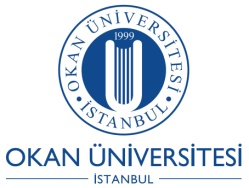 OKAN ÜNİVERSİTESİ
1999
· İSTANBUL ·
OKAN ÜNİVERSİTESİ
İSTANBUL